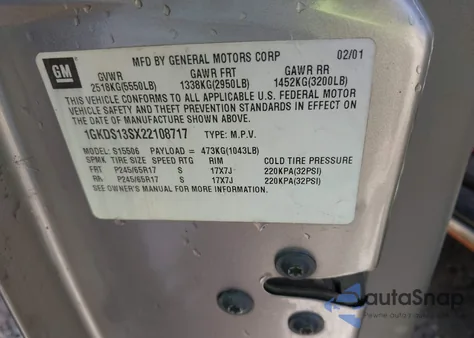 GM
MFD BY GENERAL MOTORS CORP 02/01
GVWR GAWR FRT GAWR RR
2518KG(5550LB) 1338KG(2950LB) 1452KG(3200LB)
THIS VEHICLE CONFORMS TO ALL APPLICABLE U.S. FEDERAL MOTOR
VEHICLE SAFETY AND THEFT PREVENTION STANDARDS IN EFFECT ON
THE DATE OF MANUFACTURE SHOWN ABOVE.
1GKDS13SX22108717 TYPE: M.P.V.
MODEL: S15506 PAYLOAD = 473KG(1043LB)
SPMK TIRE SIZE SPEED RTG RIM COLD TIRE PRESSURE
FRT P245/65R17 S 17X7J 220KPA(32PSI)
RR P245/65R17 S 17X7J 220KPA(32PSI)
SEE OWNER'S MANUAL FOR MORE INFORMATION.
autaSnap
Pewne auta z aukcji